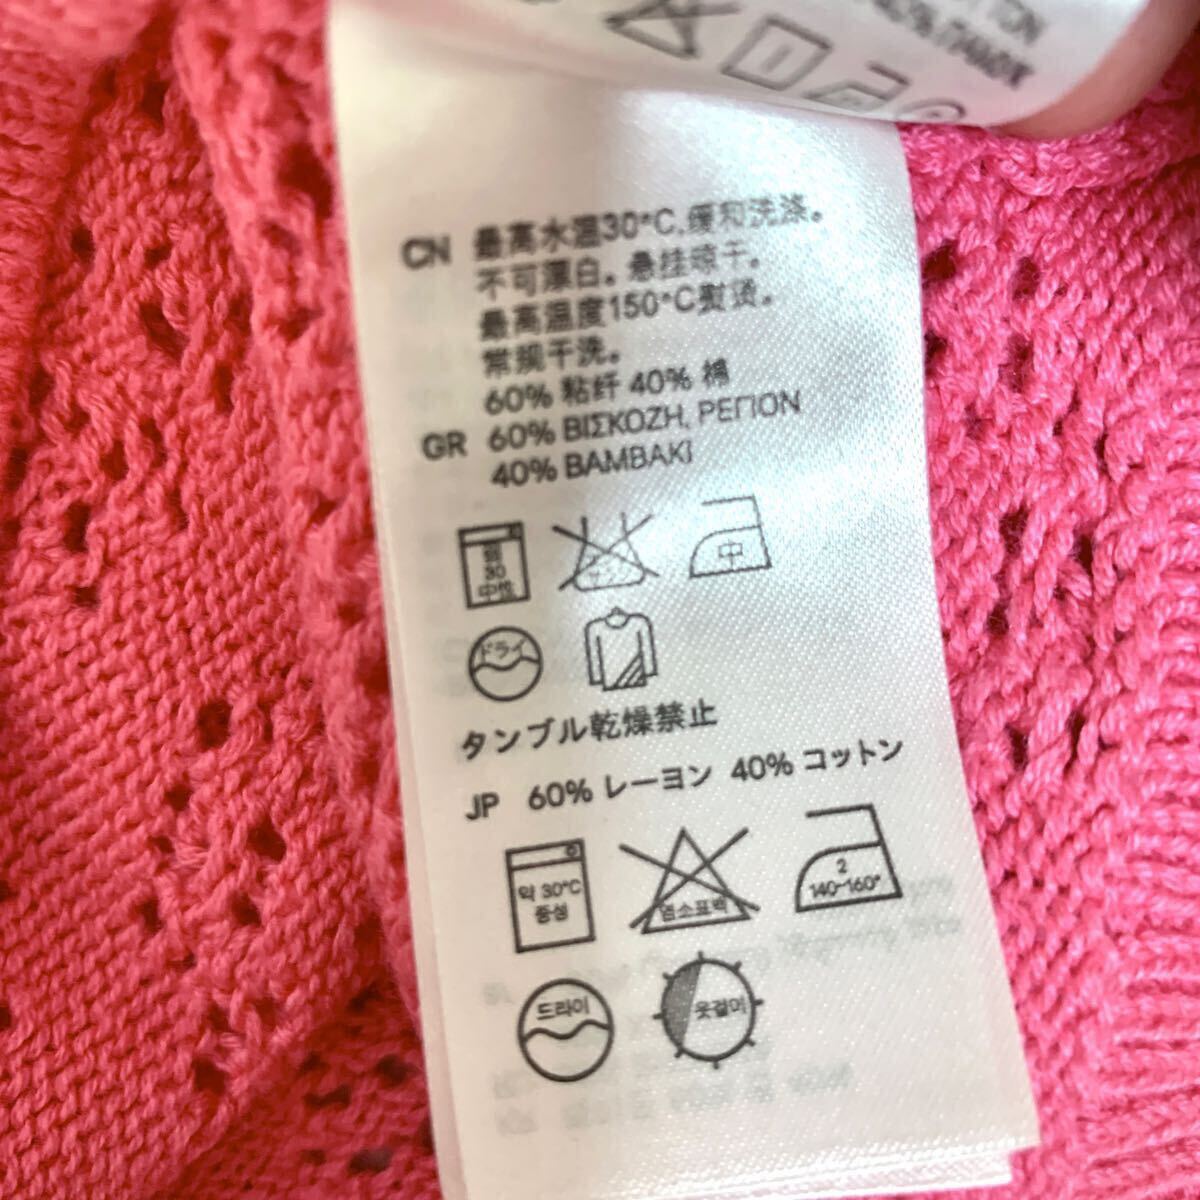 CN 最高水温30°C.缓和洗涤。
不可漂白。悬挂晾干。
最高温度150°C熨烫。
常规干洗。
60% 粘纤 40% 棉
GR 60% ΒΙΣΚΟΖΗ, ΡΕΓΙΟΝ
40% ΒΑΜΒΑΚΙ
弱
30
中性
中
ドライ
タンブル乾燥禁止
JP 60% レーヨン 40% コットン
약 30°C
중성
염소표백
2
140-160°
드라이
옷걸이